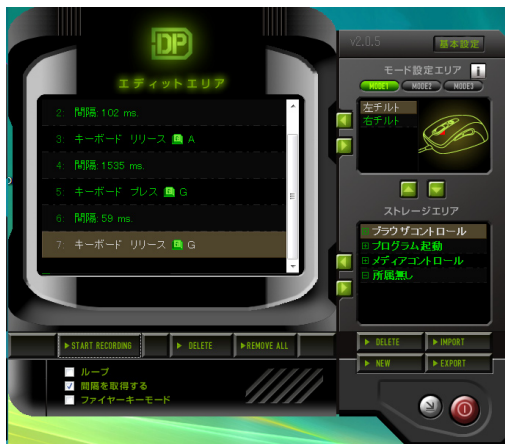 DP
エディットエリア
2: 間隔: 102 ms.
3: キーボード リリース A
4: 間隔: 1535 ms.
5: キーボード プレス G
6: 間隔: 59 ms.
7: キーボード リリース G
START RECORDING
DELETE
REMOVE ALL
ループ
間隔を取得する
ファイヤーキーモード
v2.0.5
基本設定
モード設定エリア
i
MODE1
MODE2
MODE3
左チルト
右チルト
ストレージエリア
ブラウザコントロール
プログラム起動
メディアコントロール
所属無し
DELETE
IMPORT
NEW
EXPORT